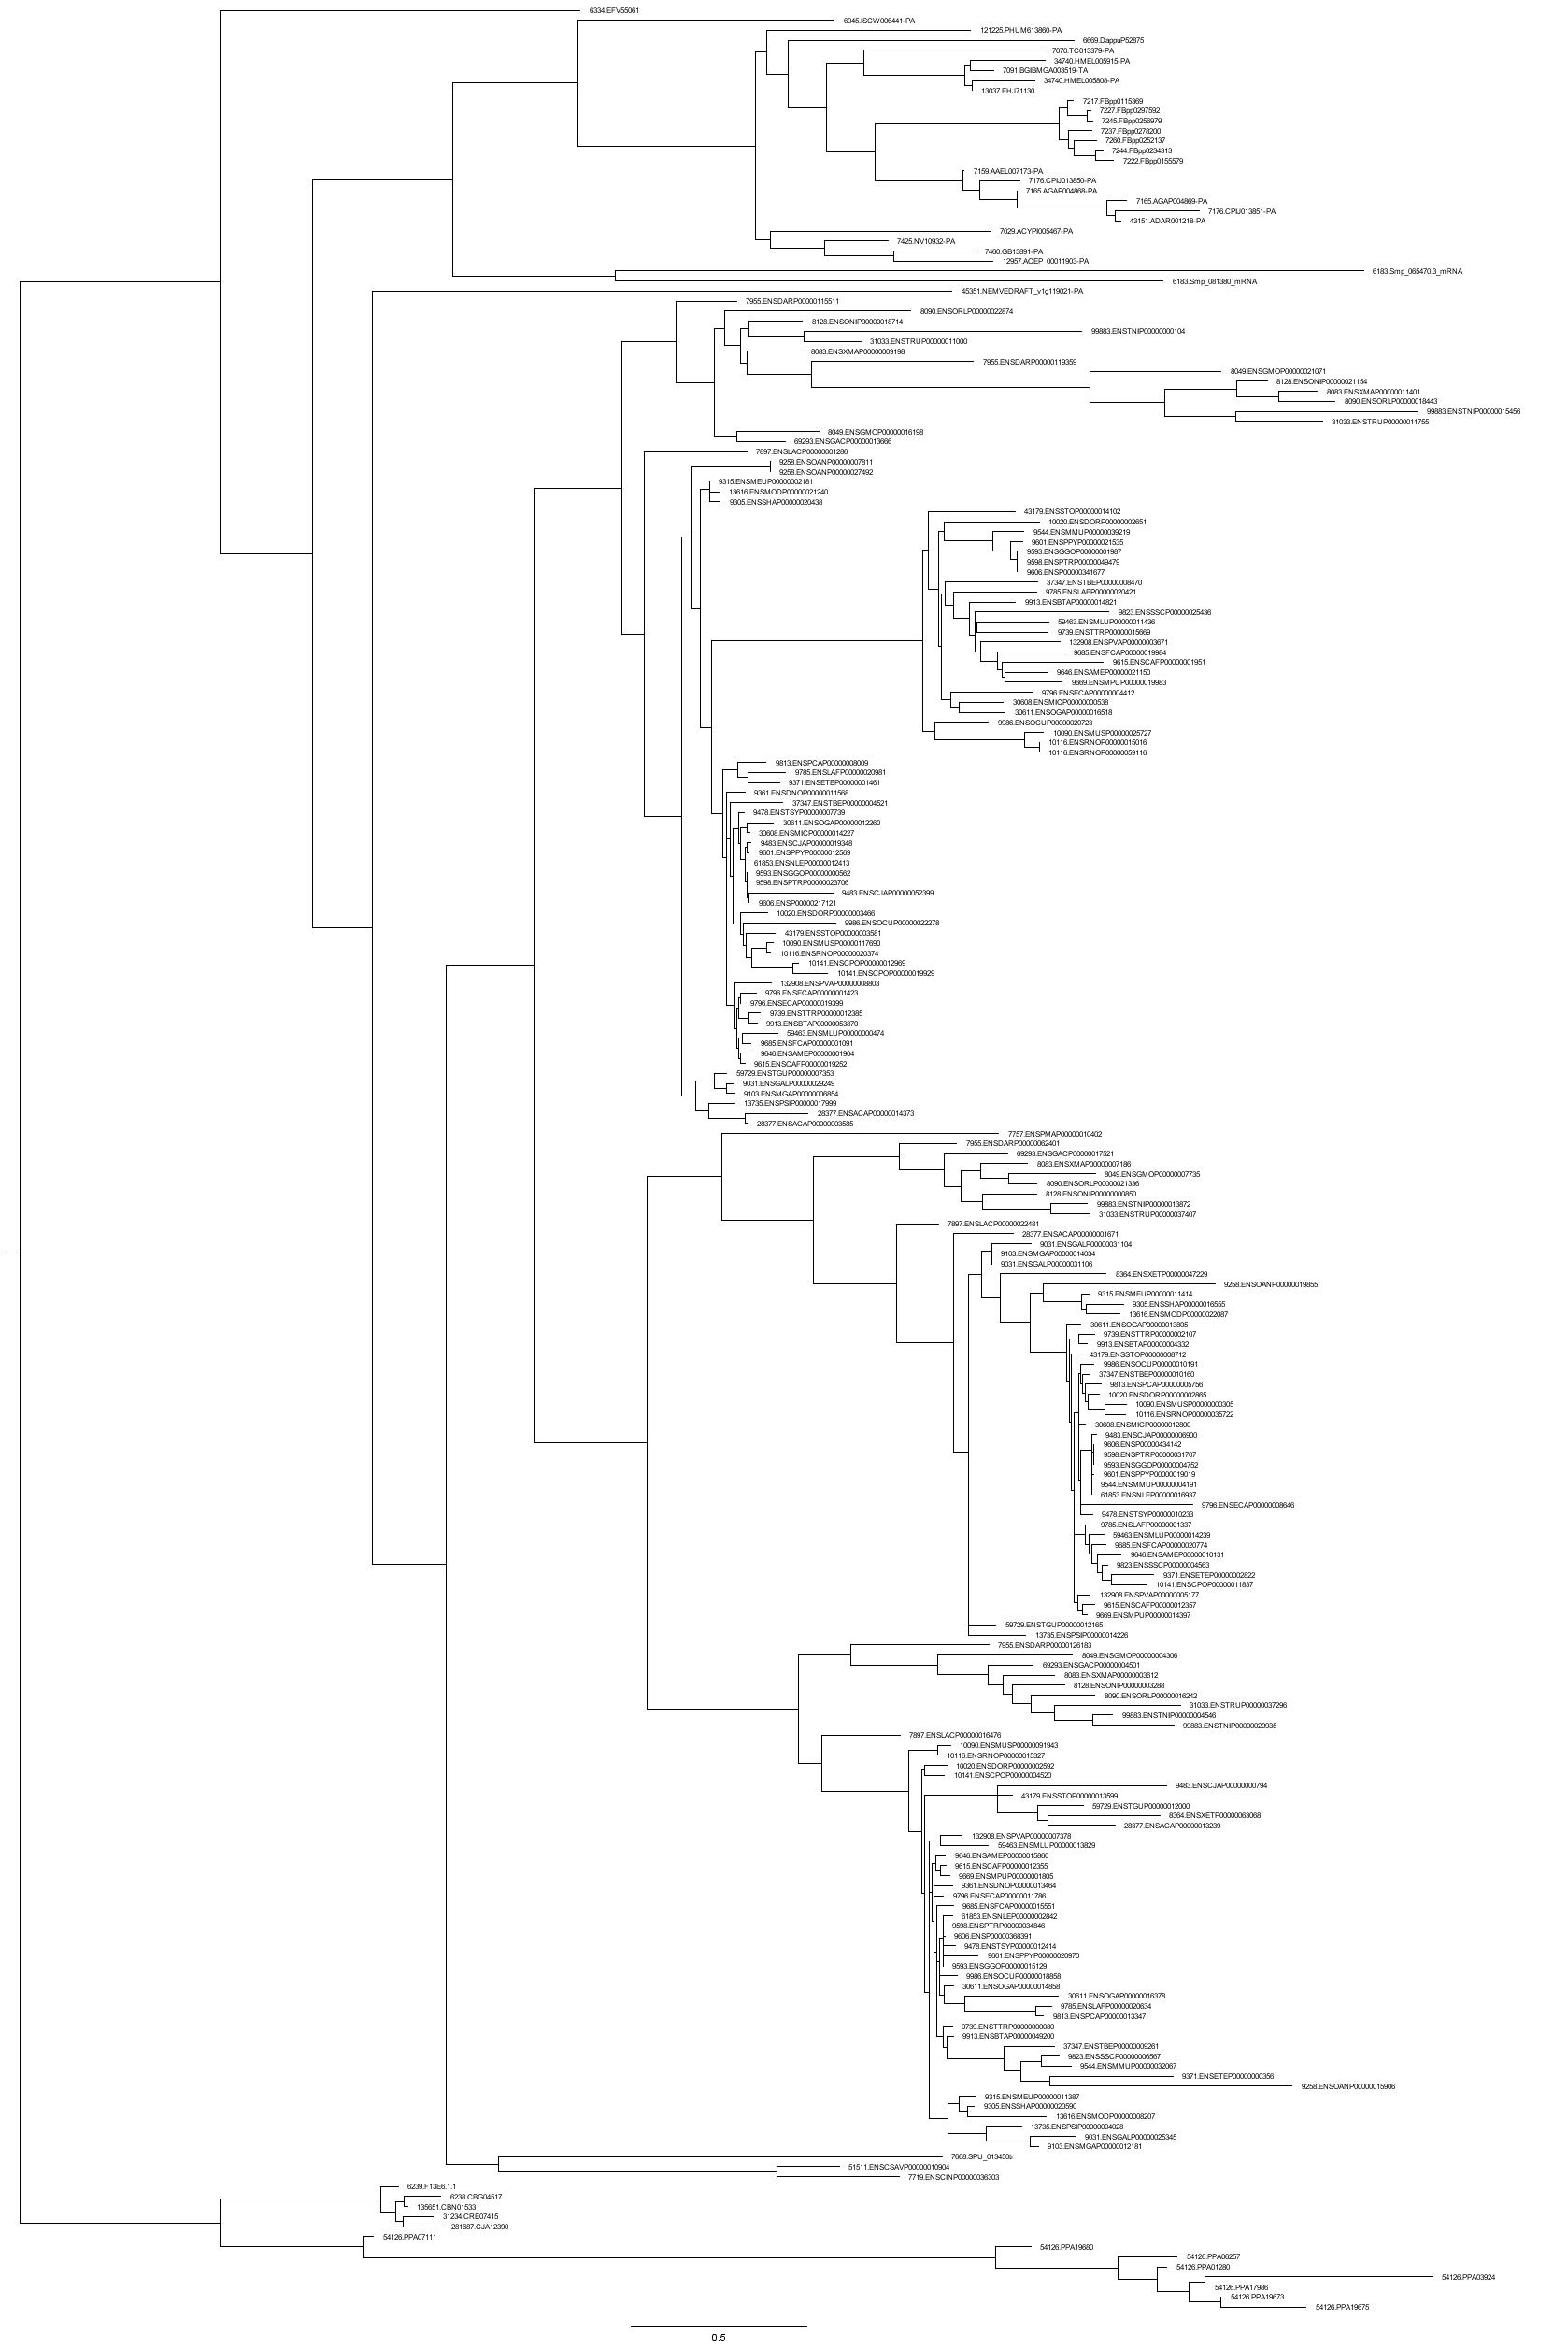 6334.EFV55061
6945.ISCW006441-PA
121225.PHUM613860-PA
6669.DappuP52875
7070.TC013379-PA
34740.HMEL005915-PA
7091.BGIBMGA003519-TA
34740.HMEL005808-PA
13037.EHJ71130
7217.FBpp0115369
7227.FBpp0297592
7245.FBpp0256979
7237.FBpp0278200
7260.FBpp0252137
7244.FBpp0234313
7222.FBpp0155579
7159.AAEL007173-PA
7176.CPIJ013850-PA
7165.AGAP004868-PA
7165.AGAP004869-PA
7176.CPIJ013851-PA
43151.ADAR001218-PA
7029.ACYPI005467-PA
7425.NV10932-PA
7460.GB13891-PA
12957.ACEP_00011903-PA
6183.Smp_065470.3_mRNA
6183.Smp_081380_mRNA
45351.NEMVEDRAFT_v1g119021-PA
7955.ENSDARP00000115511
8090.ENSORLP00000022874
8128.ENSONIP00000018714
99883.ENSTNIP00000000104
31033.ENSTRUP00000011000
8083.ENSXMAP00000009198
7955.ENSDARP00000119359
8049.ENSGMOP00000021071
8128.ENSONIP00000021154
8083.ENSXMAP00000011401
8090.ENSORLP00000018443
99883.ENSTNIP00000015456
31033.ENSTRUP00000011755
8049.ENSGMOP00000016198
69293.ENSGACP00000013666
7897.ENSLACP00000001286
9258.ENSOANP00000007811
9258.ENSOANP00000027492
9315.ENSMEUP00000002181
13616.ENSMODP00000021240
9305.ENSSHAP00000020438
43179.ENSSTOP00000014102
10020.ENSDORP00000002651
9544.ENSMMUP00000039219
9601.ENSPPYP00000021535
9593.ENSGGOP00000001987
9598.ENSPTRP00000049479
9606.ENSP00000341677
37347.ENSTBEP00000008470
9785.ENSLAFP00000020421
9913.ENSBTAP00000014821
9823.ENSSSCP00000025436
59463.ENSMLUP00000011436
9739.ENSTTRP00000015669
132908.ENSPVAP00000003671
9685.ENSFCAP00000019984
9615.ENSCAFP00000001951
9646.ENSAMEP00000021150
9669.ENSMPUP00000019983
9796.ENSECAP00000004412
30608.ENSMICP00000000538
30611.ENSOGAP00000016518
9986.ENSOCUP00000020723
10090.ENSMUSP00000025727
10116.ENSRNOP00000015016
10116.ENSRNOP00000059116
9813.ENSPCAP00000008009
9785.ENSLAFP00000020981
9371.ENSETEP00000001461
9361.ENSDNOP00000011568
37347.ENSTBEP00000004521
9478.ENSTSYP00000007739
30611.ENSOGAP00000012260
30608.ENSMICP00000014227
9483.ENSCJAP00000019348
9601.ENSPPYP00000012569
61853.ENSNLEP00000012413
9593.ENSGGOP00000000562
9598.ENSPTRP00000023706
9483.ENSCJAP00000052399
9606.ENSP00000217121
10020.ENSDORP00000003466
9986.ENSOCUP00000022278
43179.ENSSTOP00000003581
10090.ENSMUSP00000117690
10116.ENSRNOP00000020374
10141.ENSCPOP00000012969
10141.ENSCPOP00000019929
132908.ENSPVAP00000008803
9796.ENSECAP00000001423
9796.ENSECAP00000019399
9739.ENSTTRP00000012385
9913.ENSBTAP00000053870
59463.ENSMLUP00000000474
9685.ENSFCAP00000001091
9646.ENSAMEP00000001904
9615.ENSCAFP00000019252
59729.ENSTGUP00000007353
9031.ENSGALP00000029249
9103.ENSMGAP00000006854
13735.ENSPSIP00000017999
28377.ENSACAP00000014373
28377.ENSACAP00000003585
7757.ENSPMAP00000010402
7955.ENSDARP00000062401
69293.ENSGACP00000017521
8083.ENSXMAP00000007186
8049.ENSGMOP00000007735
8090.ENSORLP00000021336
8128.ENSONIP00000000850
99883.ENSTNIP00000013872
31033.ENSTRUP00000037407
7897.ENSLACP00000022481
28377.ENSACAP00000001671
9031.ENSGALP00000031104
9103.ENSMGAP00000014034
9031.ENSGALP00000031106
8364.ENSXETP00000047229
9258.ENSOANP00000019855
9315.ENSMEUP00000011414
9305.ENSSHAP00000016555
13616.ENSMODP00000022087
30611.ENSOGAP00000013805
9739.ENSTTRP00000002107
9913.ENSBTAP00000004332
43179.ENSSTOP00000008712
9986.ENSOCUP00000010191
37347.ENSTBEP00000010160
9813.ENSPCAP00000005756
10020.ENSDORP00000002865
10090.ENSMUSP00000000305
10116.ENSRNOP00000035722
30608.ENSMICP00000012800
9483.ENSCJAP00000006900
9606.ENSP00000434142
9598.ENSPTRP00000031707
9593.ENSGGOP00000004752
9601.ENSPPYP00000019019
9544.ENSMMUP00000004191
61853.ENSNLEP00000016937
9796.ENSECAP00000008646
9478.ENSTSYP00000010233
9785.ENSLAFP00000001337
59463.ENSMLUP00000014239
9685.ENSFCAP00000020774
9646.ENSAMEP00000010131
9823.ENSSSCP00000004563
9371.ENSETEP00000002822
10141.ENSCPOP00000011837
132908.ENSPVAP00000005177
9615.ENSCAFP00000012357
9669.ENSMPUP00000014397
59729.ENSTGUP00000012165
13735.ENSPSIP00000014226
7955.ENSDARP00000126183
8049.ENSGMOP00000004306
69293.ENSGACP00000004501
8083.ENSXMAP00000003612
8128.ENSONIP00000003288
8090.ENSORLP00000016242
31033.ENSTRUP00000037296
99883.ENSTNIP00000004546
99883.ENSTNIP00000020935
7897.ENSLACP00000016476
10090.ENSMUSP00000091943
10116.ENSRNOP00000015327
10020.ENSDORP00000002592
10141.ENSCPOP00000004520
9483.ENSCJAP00000000794
43179.ENSSTOP00000013599
59729.ENSTGUP00000012000
8364.ENSXETP00000063068
28377.ENSACAP00000013239
132908.ENSPVAP00000007378
59463.ENSMLUP00000013829
9646.ENSAMEP00000015860
9615.ENSCAFP00000012355
9669.ENSMPUP00000001805
9361.ENSDNOP00000013464
9796.ENSECAP00000011786
9685.ENSFCAP00000015551
61853.ENSNLEP00000002842
9598.ENSPTRP00000034846
9606.ENSP00000368391
9478.ENSTSYP00000012414
9601.ENSPPYP00000020970
9593.ENSGGOP00000015129
9986.ENSOCUP00000018858
30611.ENSOGAP00000014858
30611.ENSOGAP00000016378
9785.ENSLAFP00000020634
9813.ENSPCAP00000013347
9739.ENSTTRP00000000080
9913.ENSBTAP00000049200
37347.ENSTBEP00000009261
9823.ENSSSCP00000006567
9544.ENSMMUP00000032067
9371.ENSETEP00000000356
9258.ENSOANP00000015906
9315.ENSMEUP00000011387
9305.ENSSHAP00000020590
13616.ENSMODP00000008207
13735.ENSPSIP00000004028
9031.ENSGALP00000025345
9103.ENSMGAP00000012181
7668.SPU_013450tr
51511.ENSCSAVP00000010904
7719.ENSCINP00000036303
6239.F13E6.1.1
6238.CBG04517
135651.CBN01533
31234.CRE07415
281687.CJA12390
54126.PPA07111
54126.PPA19680
54126.PPA06257
54126.PPA01280
54126.PPA03924
54126.PPA17986
54126.PPA19673
54126.PPA19675
0.5